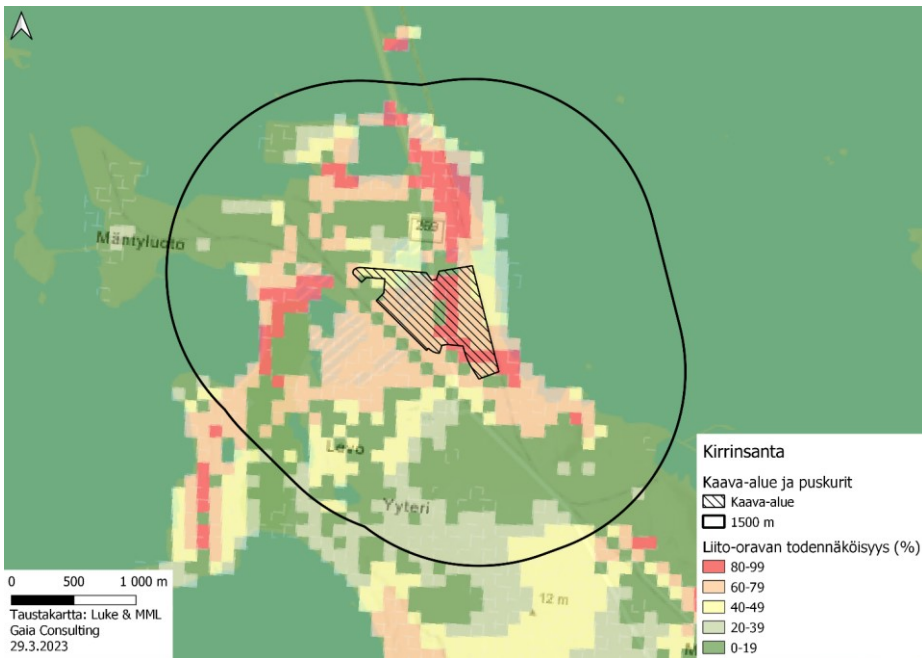 269
Mäntyluoto
Levo
Yyteri
12 m
M
Kirrinsanta
Kaava-alue ja puskurit
Kaava-alue
1500 m
Liito-oravan todennäköisyys (%)
80-99
60-79
40-49
20-39
0-19
0 500 1 000 m
Taustakartta: Luke & MML
Gaia Consulting
29.3.2023